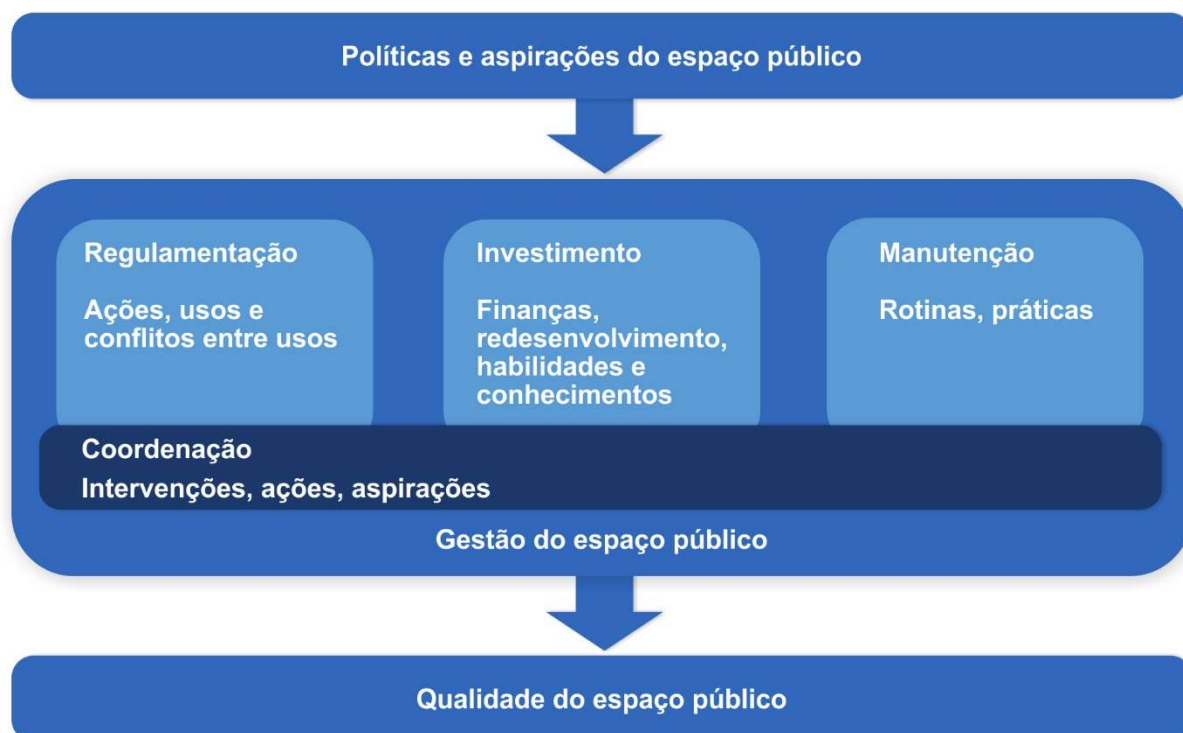 Políticas e aspirações do espaço público
Regulamentação
Ações, usos e
conflitos entre usos
Investimento
Finanças,
redesenvolvimento,
habilidades e
conhecimentos
Manutenção
Rotinas, práticas
Coordenação
Intervenções, ações, aspirações
Gestão do espaço público
Qualidade do espaço público